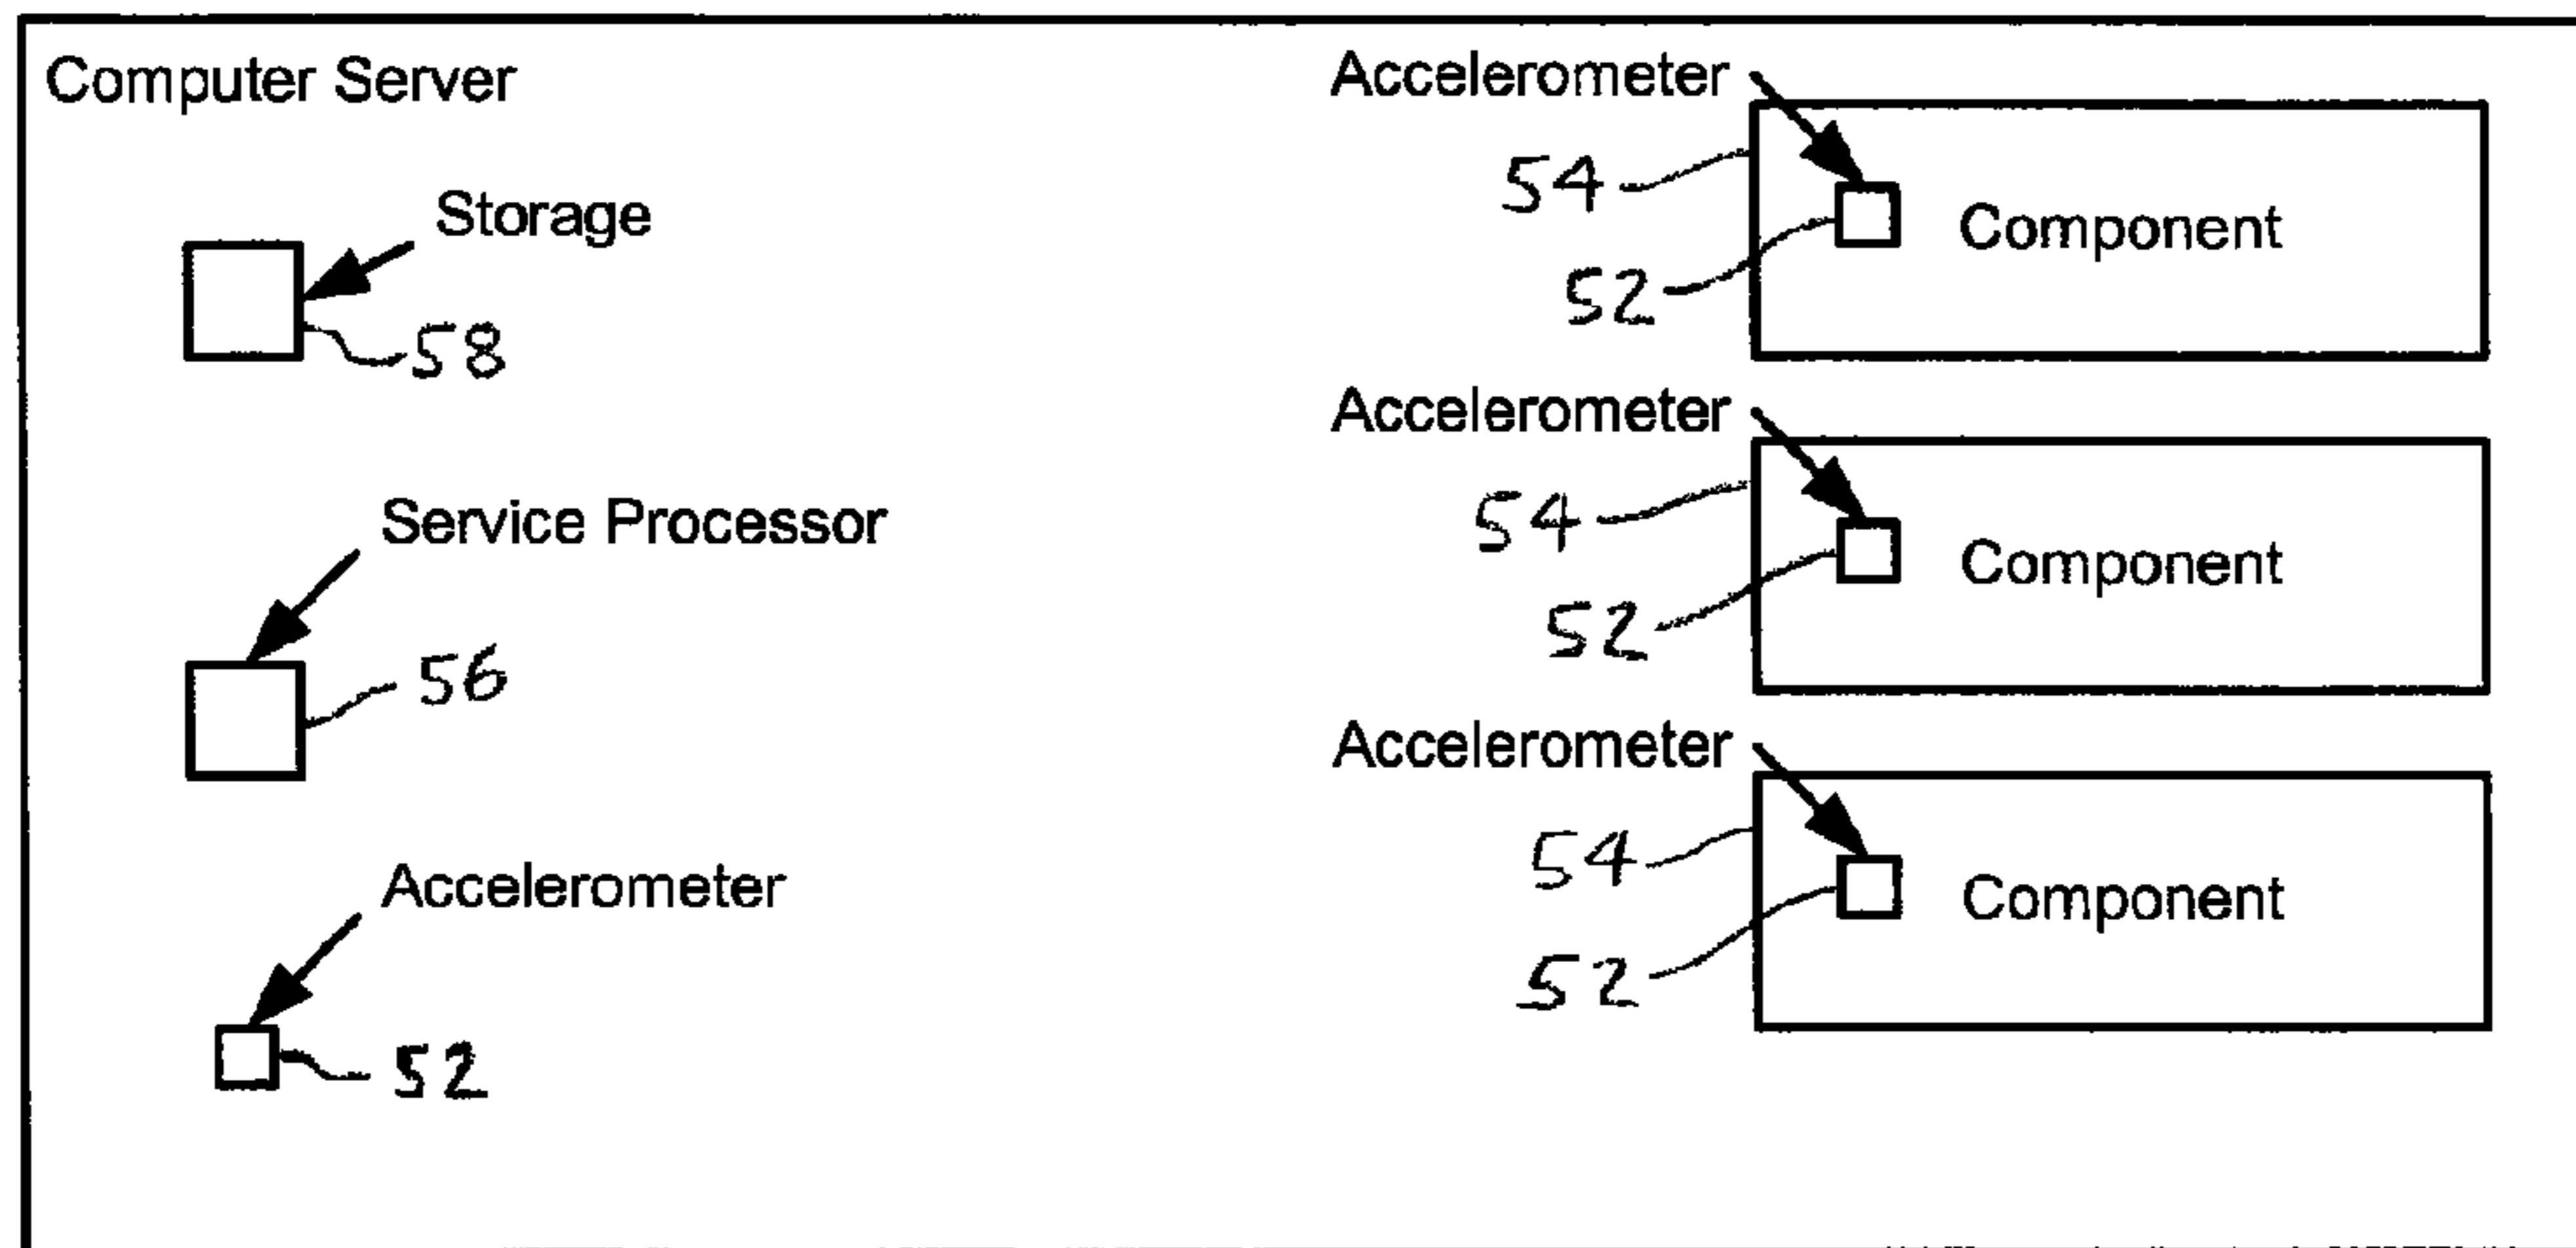 Computer Server
Storage
58
Service Processor
56
Accelerometer
52
Accelerometer
54
52
Component
Accelerometer
54
52
Component
Accelerometer
54
52
Component